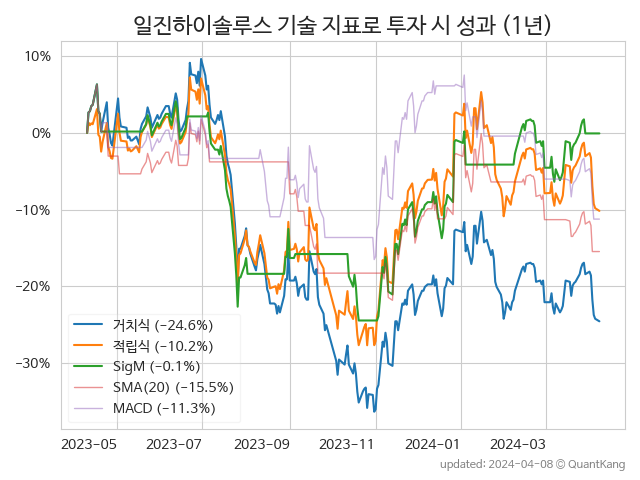 일진하이솔루스 기술 지표로 투자 시 성과 (1년)
10%
0%
−10%
−20%
−30%
거치식 (−24.6%)
적립식 (−10.2%)
SigM (−0.1%)
SMA(20) (−15.5%)
MACD (−11.3%)
2023-05 2023-07 2023-09 2023-11 2024-01 2024-03
updated: 2024-04-08 © QuantKang